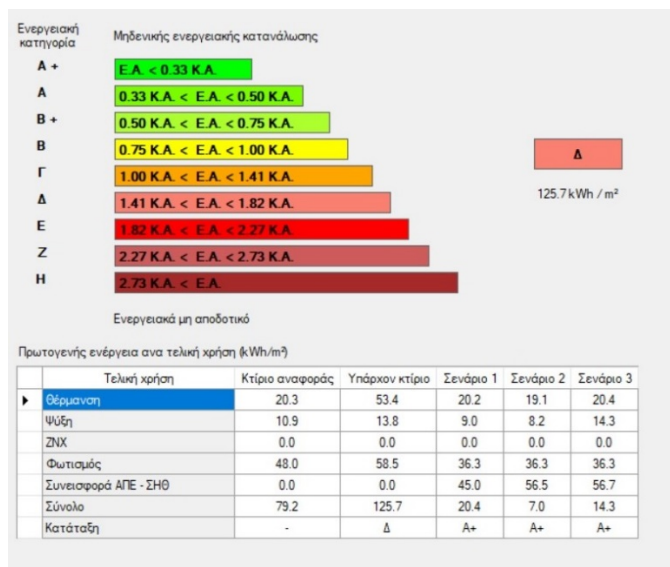 Ενεργειακή
κατηγορία
Μηδενικής ενεργειακής κατανάλωσης
Α +
Ε.Α. < 0.33 Κ.Α.
Α
0.33 Κ.Α. < Ε.Α. < 0.50 Κ.Α.
Β +
0.50 Κ.Α. < Ε.Α. < 0.75 Κ.Α.
Β
0.75 Κ.Α. < Ε.Α. < 1.00 Κ.Α.
Γ
1.00 Κ.Α. < Ε.Α. < 1.41 Κ.Α.
Δ
1.41 Κ.Α. < Ε.Α. < 1.82 Κ.Α.
Ε
1.82 Κ.Α. < Ε.Α. < 2.27 Κ.Α.
Ζ
2.27 Κ.Α. < Ε.Α. < 2.73 Κ.Α.
Η
2.73 Κ.Α. < Ε.Α.
Δ
125.7 kWh / m²
Ενεργειακά μη αποδοτικό
Πρωτογενής ενέργεια ανα τελική χρήση (kWh/m²)
Τελική χρήση Κτίριο αναφοράς Υπάρχον κτίριο Σενάριο 1 Σενάριο 2 Σενάριο 3
Θέρμανση 20.3 53.4 20.2 19.1 20.4
Ψύξη 10.9 13.8 9.0 8.2 14.3
ΖΝΧ 0.0 0.0 0.0 0.0 0.0
Φωτισμός 48.0 58.5 36.3 36.3 36.3
Συνεισφορά ΑΠΕ - ΣΗΘ 0.0 0.0 45.0 56.5 56.7
Σύνολο 79.2 125.7 20.4 7.0 14.3
Κατάταξη - Δ Α+ Α+ Α+